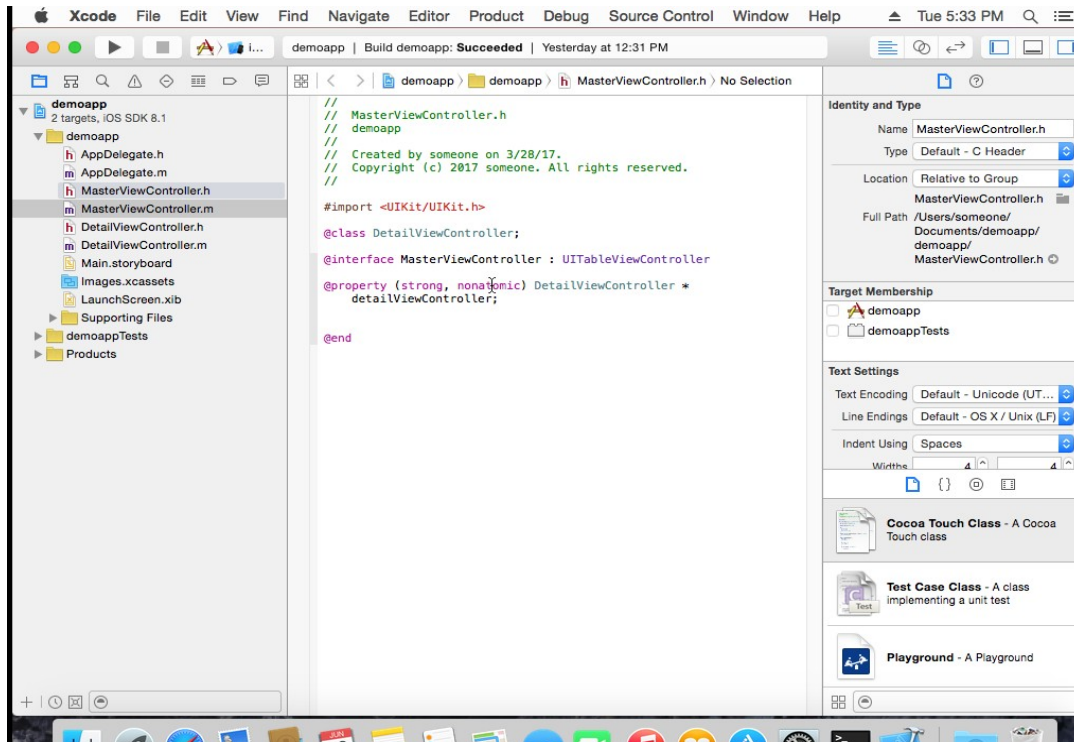 Xcode File Edit View Find Navigate Editor Product Debug Source Control Window Help Tue 5:33 PM
i... demoapp | Build demoapp: Succeeded | Yesterday at 12:31 PM
demoapp demoapp h MasterViewController.h No Selection
demoapp
2 targets, iOS SDK 8.1
demoapp
h AppDelegate.h
m AppDelegate.m
h MasterViewController.h
m MasterViewController.m
h DetailViewController.h
m DetailViewController.m
Main.storyboard
Images.xcassets
LaunchScreen.xib
Supporting Files
demoappTests
Products
//
// MasterViewController.h
// demoapp
//
// Created by someone on 3/28/17.
// Copyright (c) 2017 someone. All rights reserved.
//
#import <UIKit/UIKit.h>
@class DetailViewController;
@interface MasterViewController : UITableViewController
@property (strong, nonatomic) DetailViewController *
detailViewController;
@end
Identity and Type
Name MasterViewController.h
Type Default - C Header
Location Relative to Group
MasterViewController.h
Full Path /Users/someone/
Documents/demoapp/
demoapp/
MasterViewController.h
Target Membership
demoapp
demoappTests
Text Settings
Text Encoding Default - Unicode (UT...
Line Endings Default - OS X / Unix (LF)
Indent Using Spaces
Widths 4 4
{}
Cocoa Touch Class - A Cocoa
Touch class
Test Case Class - A class
implementing a unit test
Test
Playground - A Playground
JUN